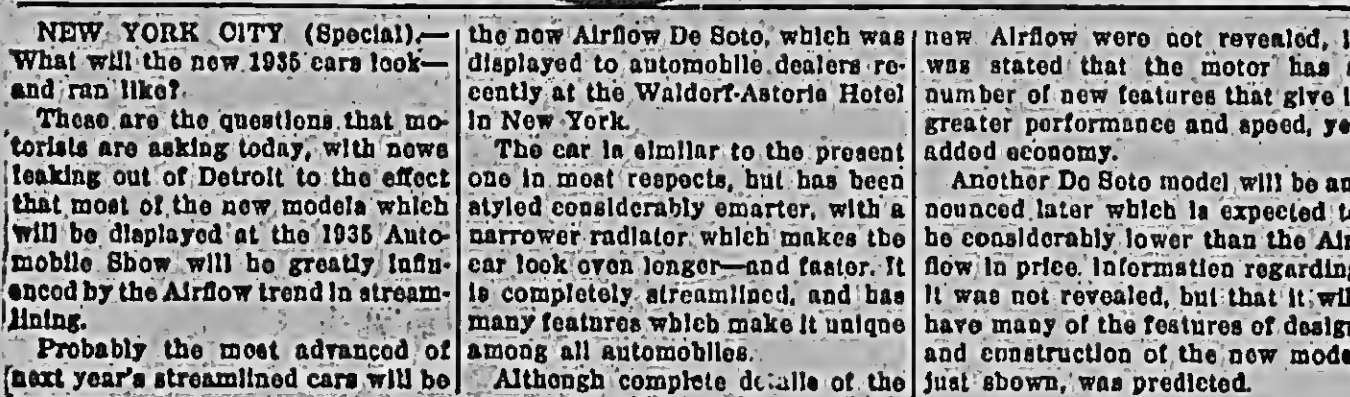 NEW YORK CITY (Special).—
What will the new 1935 cars look—
and run like?
These are the questions that mo-
torists are asking today, with news
leaking out of Detroit to the effect
that most of the new models which
will be displayed at the 1935 Auto-
mobile Show will be greatly influ-
enced by the Airflow trend in stream-
lining.
Probably the most advanced of
next year's streamlined cars will be
the new Airflow De Soto, which was
displayed to automobile dealers re-
cently at the Waldorf-Astoria Hotel
in New York.
The car is similar to the present
one in most respects, but has been
styled considerably smarter, with a
narrower radiator which makes the
car look even longer—and faster. It
is completely streamlined, and has
many features which make it unique
among all automobiles.
Although complete details of the
new Airflow were not revealed,
was stated that the motor has
number of new features that give
greater performance and speed,
added economy.
Another De Soto model will be an
nounced later which is expected
be considerably lower than the Air
flow in price. Information regarding
it was not revealed, but that it will
have many of the features of design
and construction of the new
just shown, was predicted.